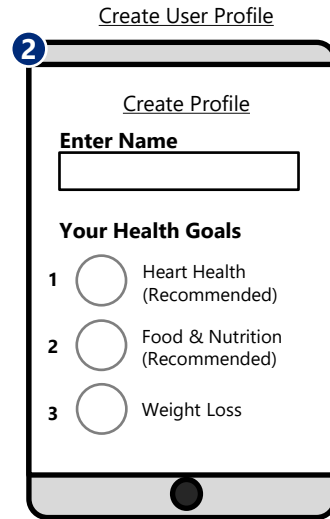 Create User Profile
2
Create Profile
Enter Name
Your Health Goals
1 Heart Health
(Recommended)
2 Food & Nutrition
(Recommended)
3 Weight Loss